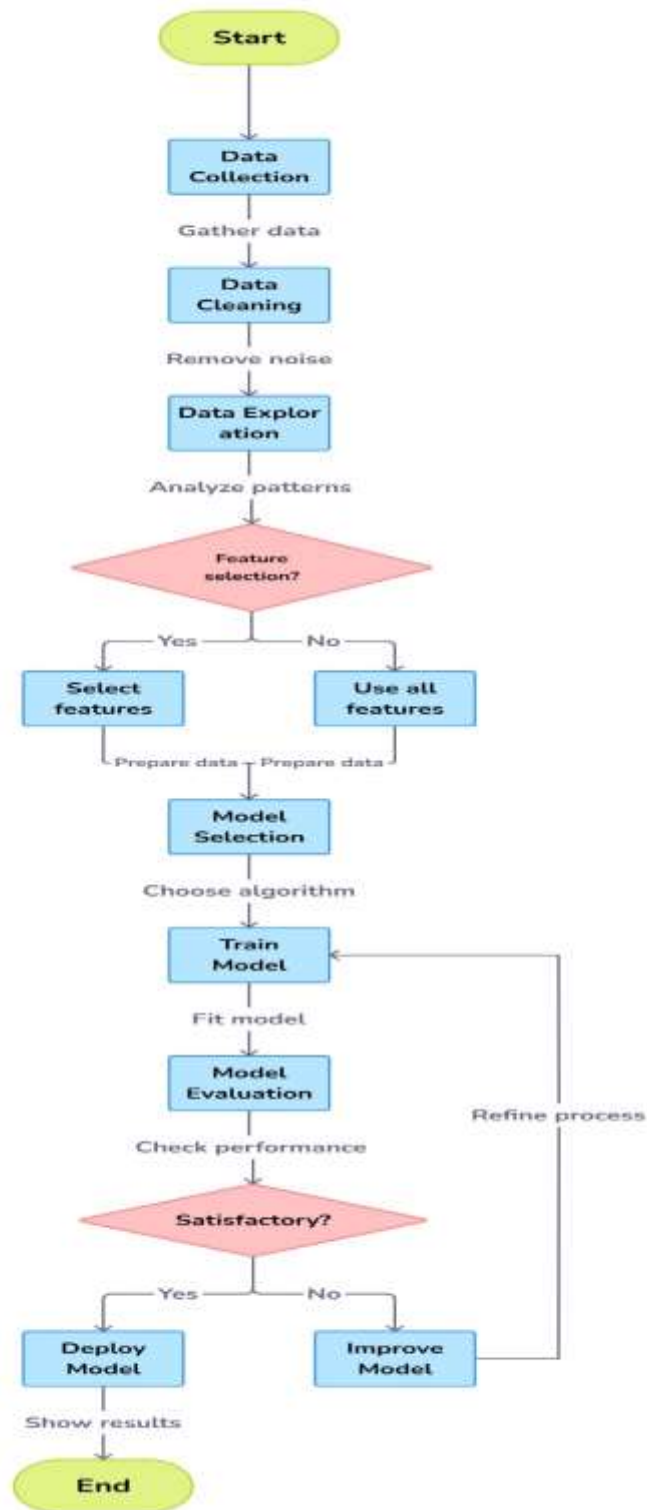 Start
Data
Collection
Gather data
Data
Cleaning
Remove noise
Data Explor
ation
Analyze patterns
Feature
selection?
Yes
No
Select
features
Use all
features
Prepare data
Prepare data
Model
Selection
Choose algorithm
Train
Model
Fit model
Model
Evaluation
Refine process
Check performance
Satisfactory?
Yes
No
Deploy
Model
Improve
Model
Show results
End